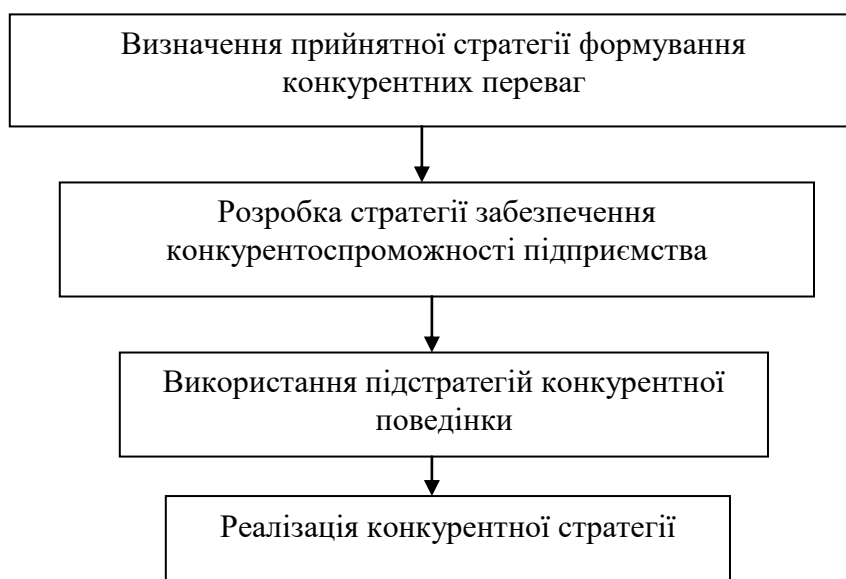 Визначення прийнятної стратегії формування
конкурентних переваг
Розробка стратегії забезпечення
конкурентоспроможності підприємства
Використання підстратегій конкурентної
поведінки
Реалізація конкурентної стратегії